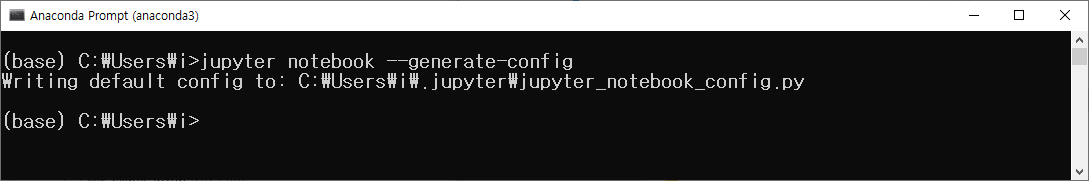 Anaconda Prompt (anaconda3)
(base) C:₩Users₩i>jupyter notebook --generate-config
Writing default config to: C:₩Users₩i₩.jupyter₩jupyter_notebook_config.py
(base) C:₩Users₩i>